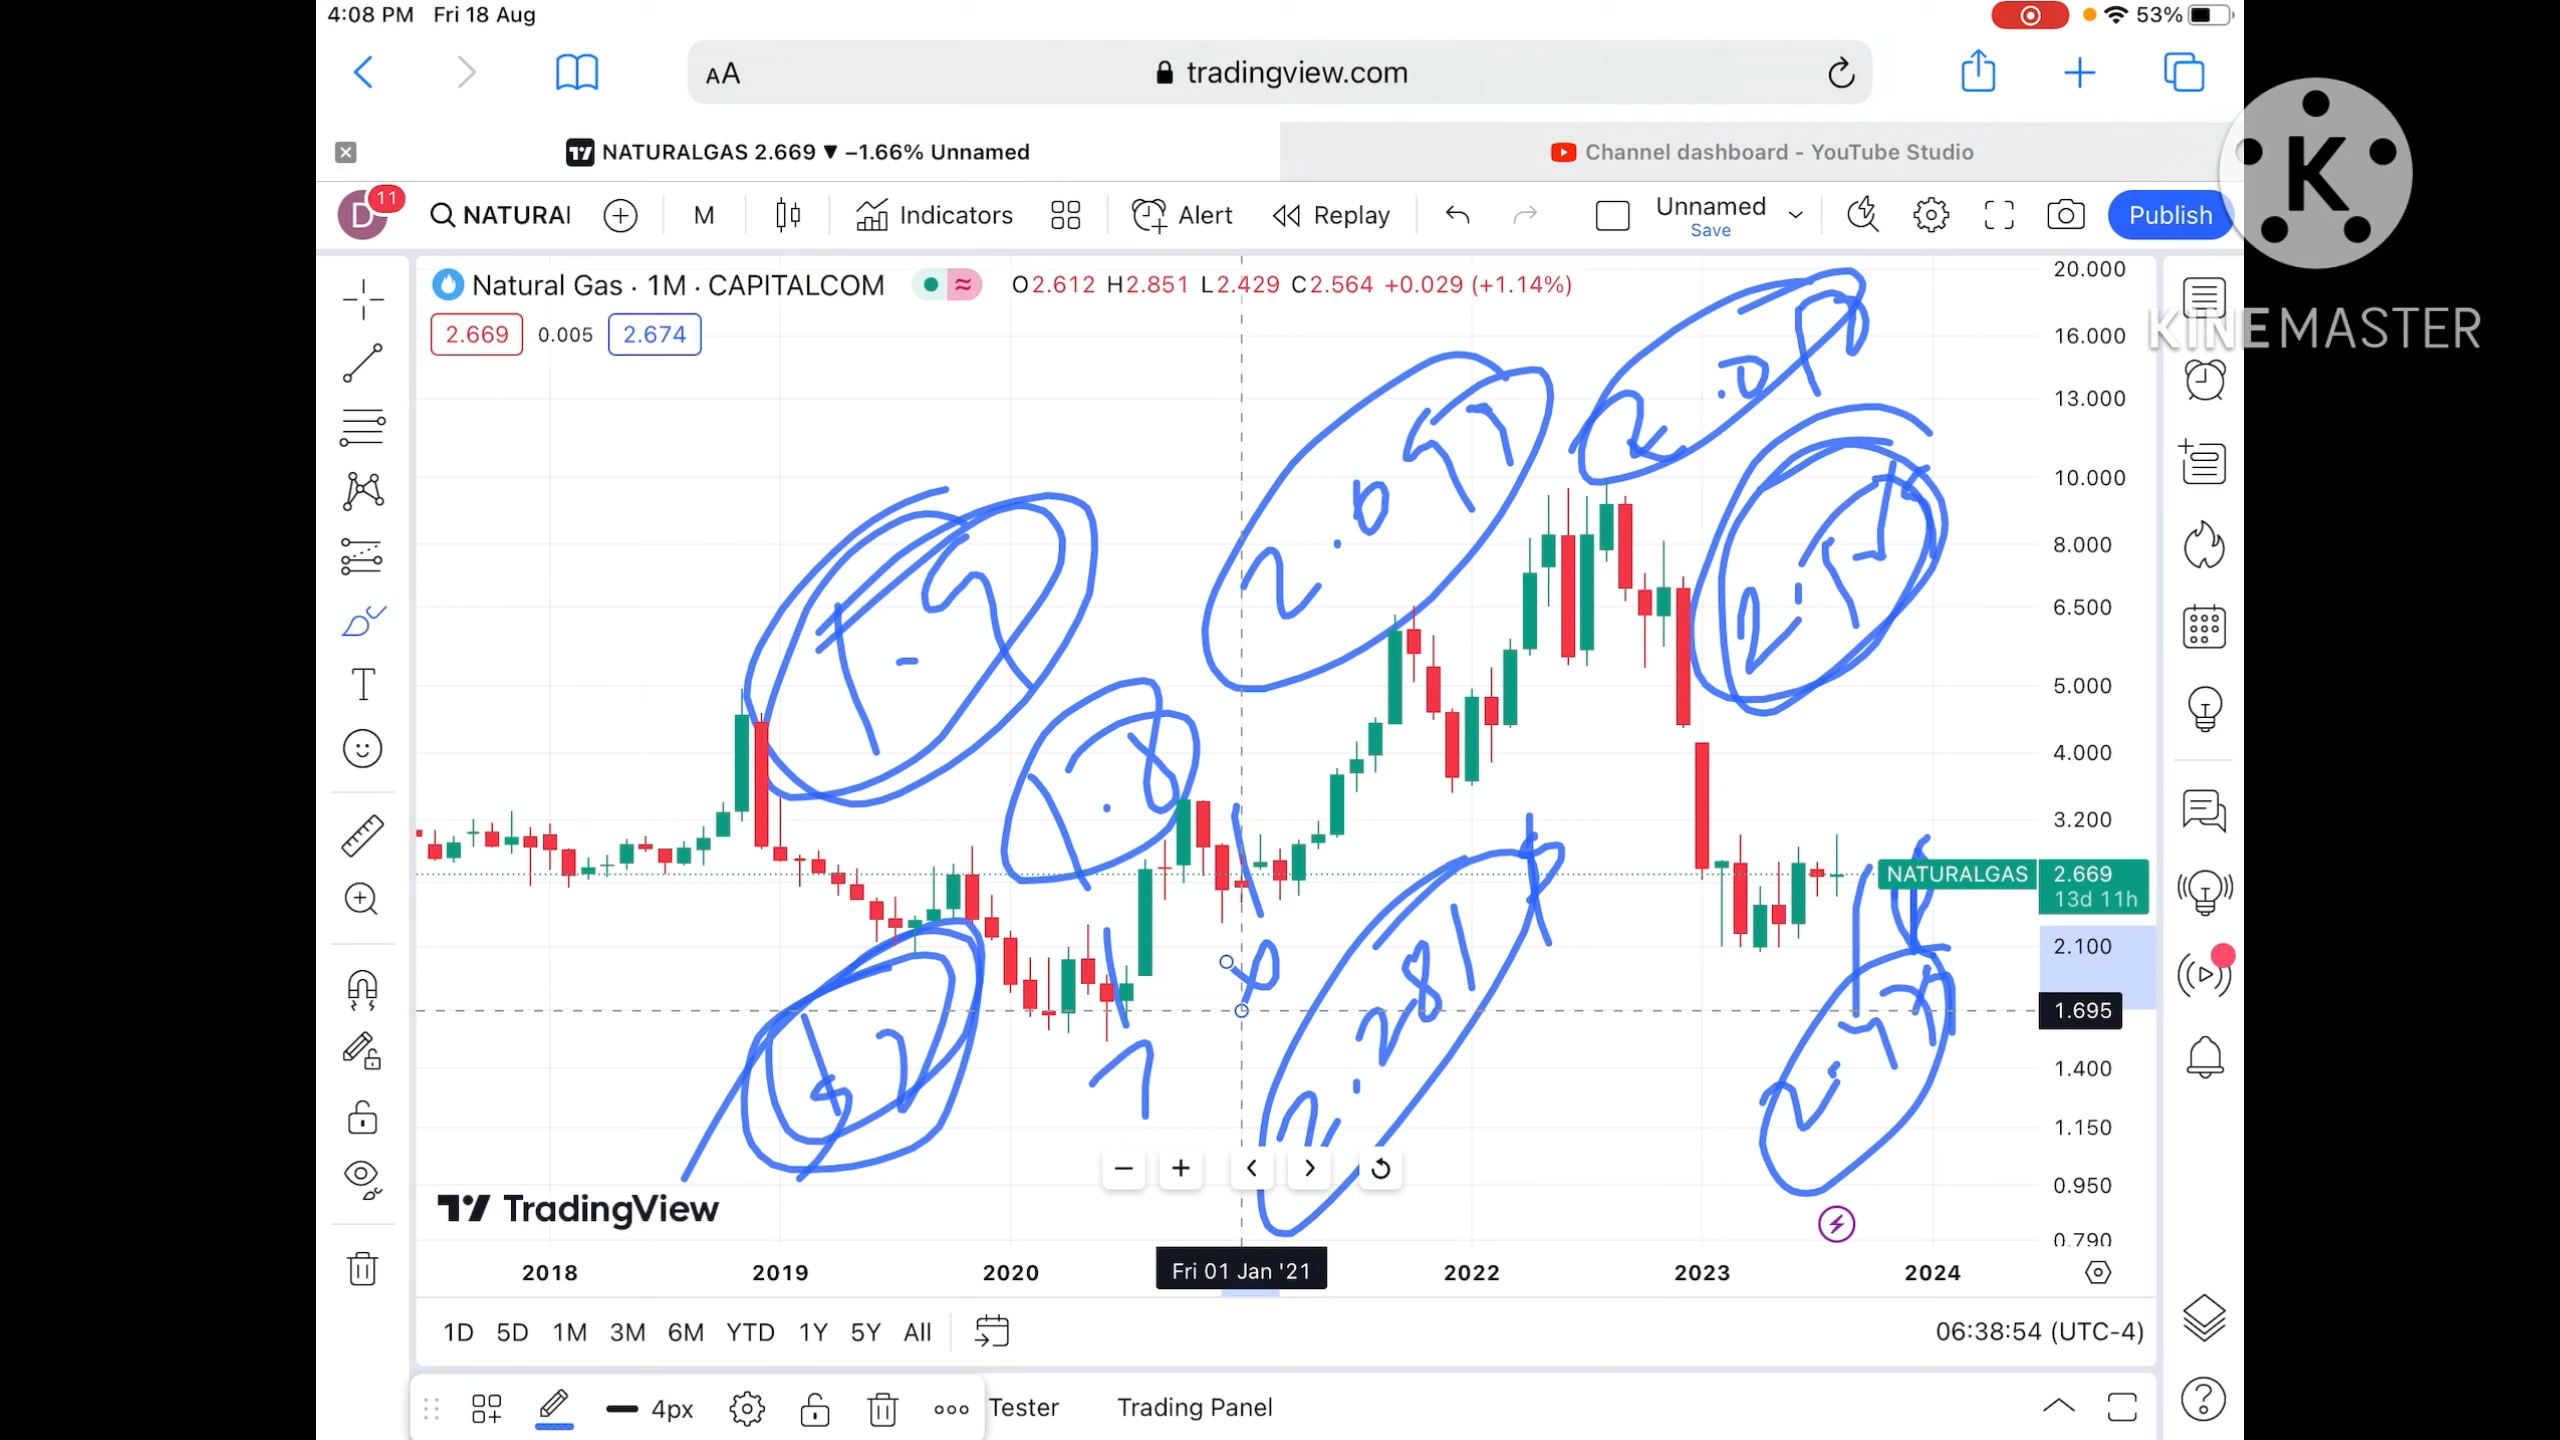 4:08 PM Fri 18 Aug 53%
AA tradingview.com
NATURALGAS 2.669 ▼ −1.66% Unnamed
Channel dashboard - YouTube Studio
K
KINEMASTER
D 11 NATURAL M Indicators Alert Replay Unnamed Save Publish
Natural Gas · 1M · CAPITALCOM O2.612 H2.851 L2.429 C2.564 +0.029 (+1.14%)
2.669 0.005 2.674
20.000
16.000
13.000
10.000
8.000
6.500
5.000
4.000
3.200
NATURALGAS 2.669
13d 11h
2.100
1.695
1.400
1.150
0.950
0.790
1.8
2.281
TradingView
2018 2019 2020 Fri 01 Jan '21 2022 2023 2024
1D 5D 1M 3M 6M YTD 1Y 5Y All 06:38:54 (UTC-4)
4px Tester Trading Panel